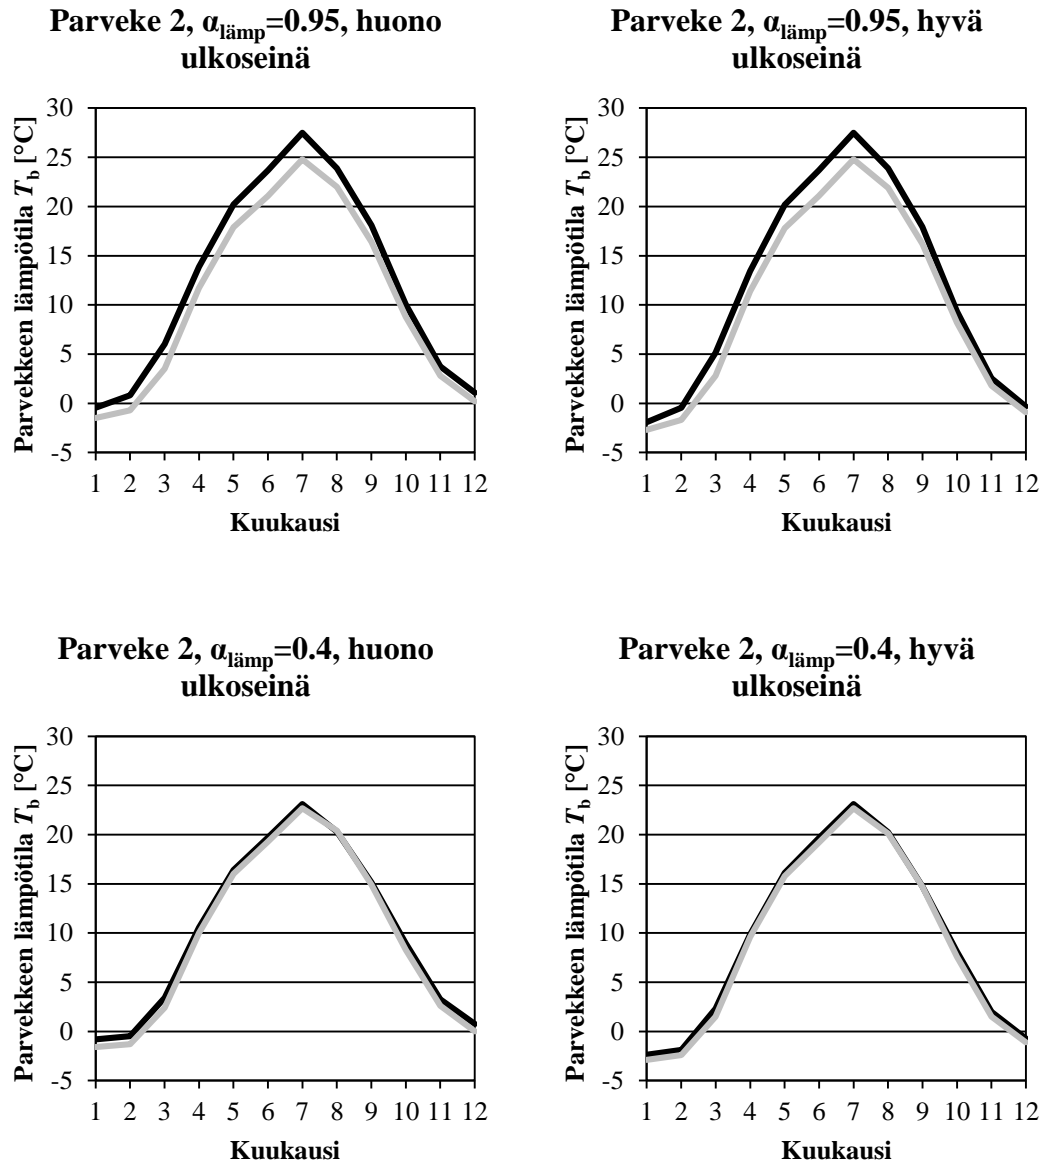 Parveke 2, αlämp=0.95, huono
ulkoseinä
Parvekkeen lämpötila Tb [°C]
30
25
20
15
10
5
0
-5
1 2 3 4 5 6 7 8 9 10 11 12
Kuukausi
Parveke 2, αlämp=0.95, hyvä
ulkoseinä
Parvekkeen lämpötila Tb [°C]
30
25
20
15
10
5
0
-5
1 2 3 4 5 6 7 8 9 10 11 12
Kuukausi
Parveke 2, αlämp=0.4, huono
ulkoseinä
Parvekkeen lämpötila Tb [°C]
30
25
20
15
10
5
0
-5
1 2 3 4 5 6 7 8 9 10 11 12
Kuukausi
Parveke 2, αlämp=0.4, hyvä
ulkoseinä
Parvekkeen lämpötila Tb [°C]
30
25
20
15
10
5
0
-5
1 2 3 4 5 6 7 8 9 10 11 12
Kuukausi